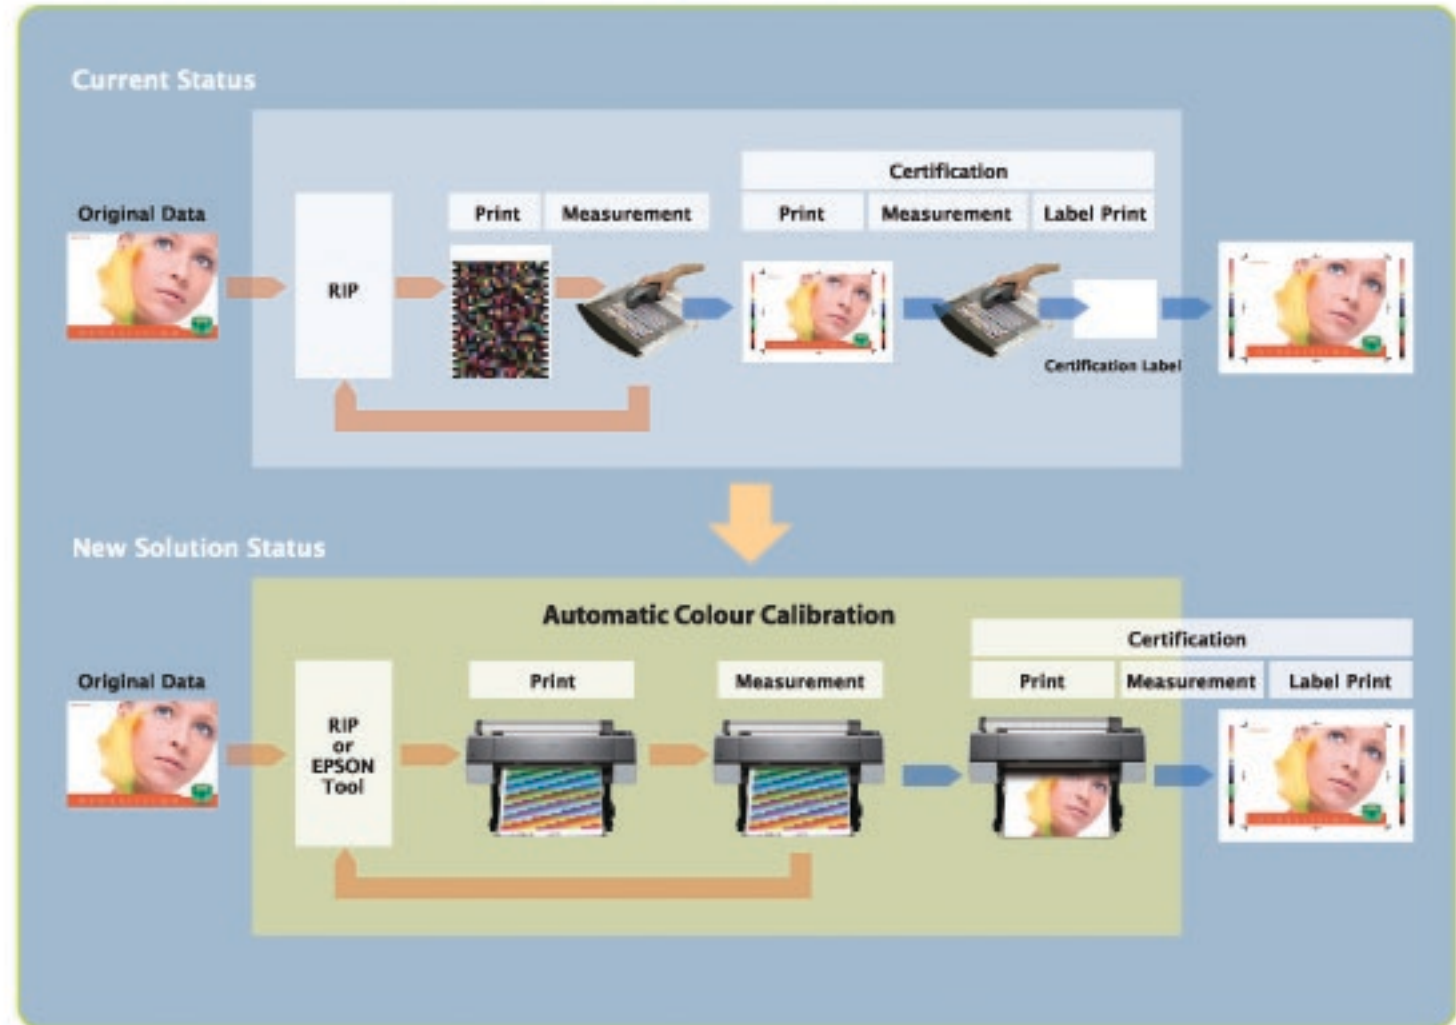 Current Status
Certification
Original Data
Print
Measurement
Print
Measurement
Label Print
RIP
Certification Label
New Solution Status
Automatic Colour Calibration
Certification
Original Data
Print
Measurement
Print
Measurement
Label Print
RIP
or
EPSON
Tool